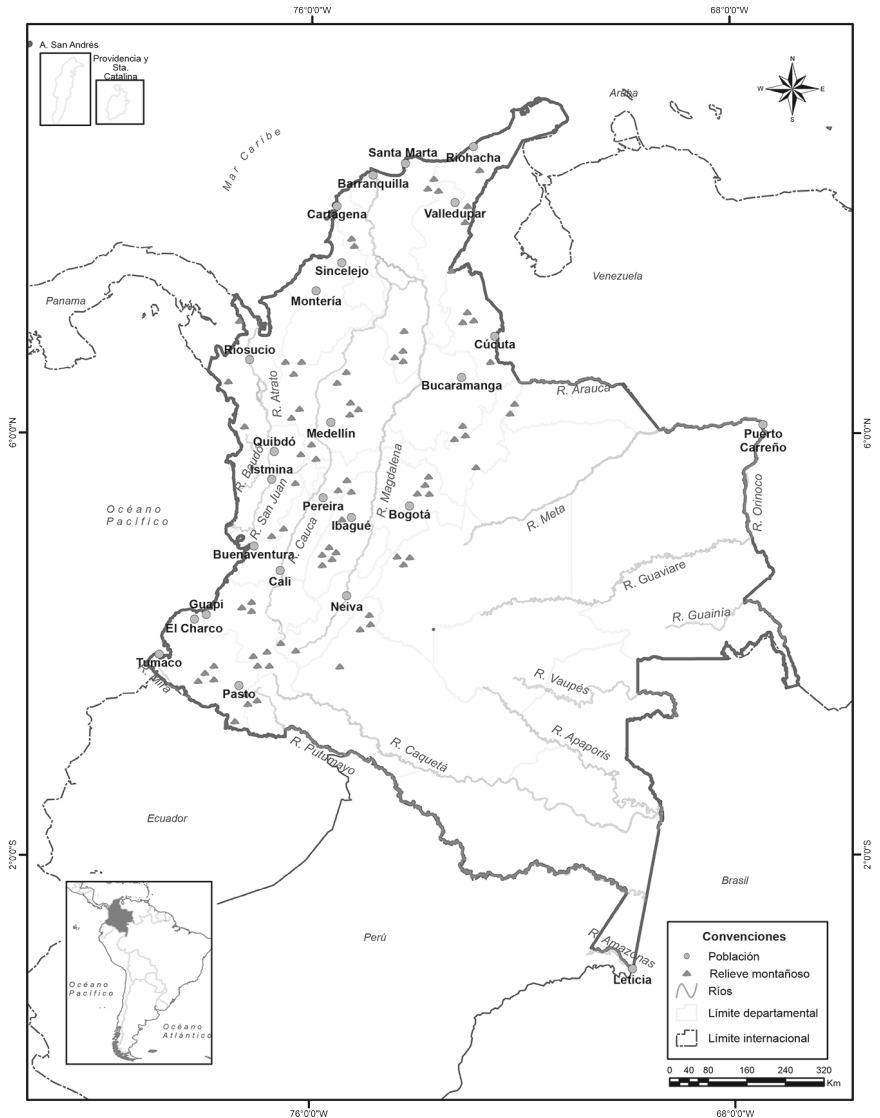 76°0'0"W
68°0'0"W
A. San Andrés
Providencia y
Sta.
Catalina
N
W
E
S
Aruba
Mar Caribe
Santa Marta
Riohacha
Barranquilla
Cartagena
Valledupar
Sincelejo
Venezuela
Montería
Panama
Cúcuta
Riosucio
Bucaramanga
R. Arauca
R. Atrato
6°0'0"N
6°0'0"N
Medellín
Puerto
Carreño
Quibdó
R. Baudó
Istmina
R. Magdalena
R. San Juan
Pereira
R. Orinoco
Océano
Pacífico
Bogotá
R. Meta
Ibagué
R. Cauca
Buenaventura
Cali
R. Guaviare
Guapi
Neiva
R. Guainía
El Charco
Tumaco
R. Mira
R. Vaupés
Pasto
R. Apaporis
R. Putumayo
R. Caquetá
Ecuador
2°0'0"S
2°0'0"S
Brasil
Perú
R. Amazonas
Leticia
Océano
Pacífico
Océano
Atlántico
Convenciones
Población
Relieve montañoso
Ríos
Límite departamental
Límite internacional
0 40 80 160 240 320
Km
76°0'0"W
68°0'0"W